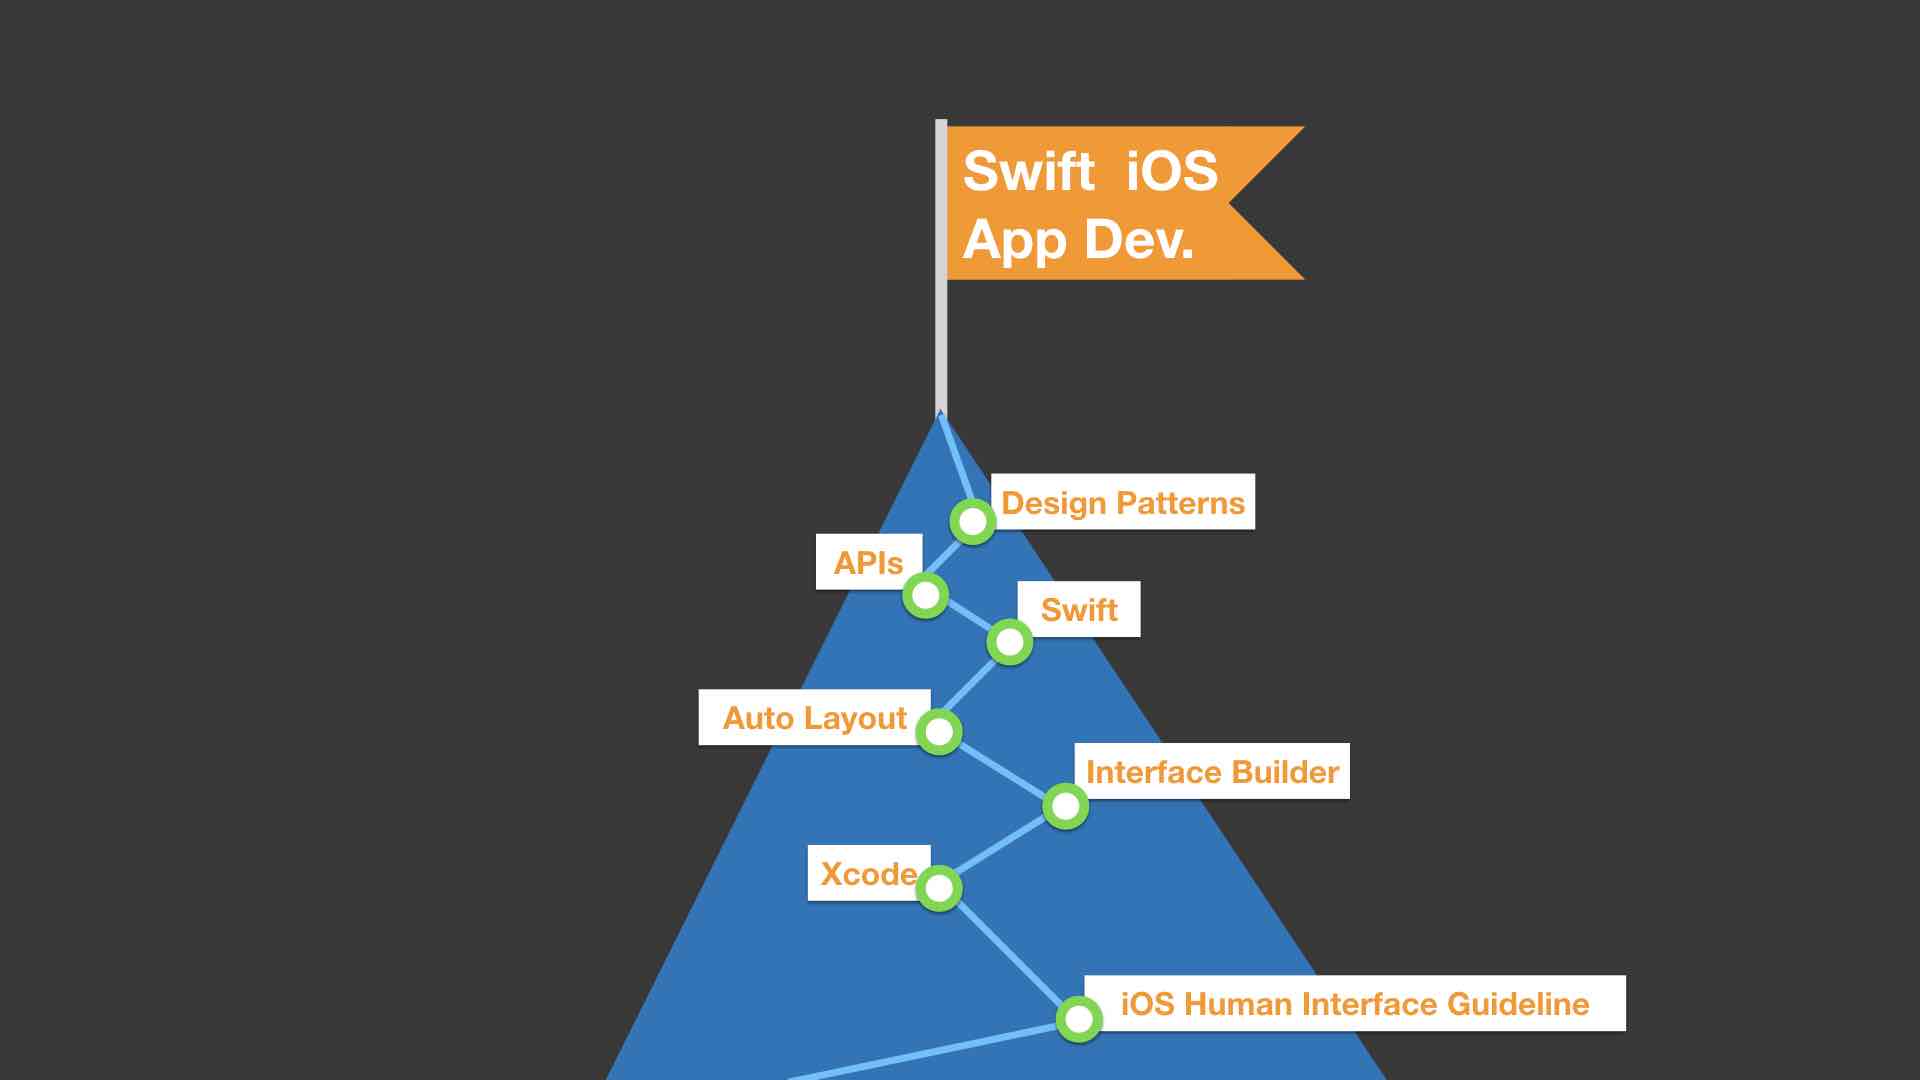 Swift iOS
App Dev.
Design Patterns
APIs
Swift
Auto Layout
Interface Builder
Xcode
iOS Human Interface Guideline